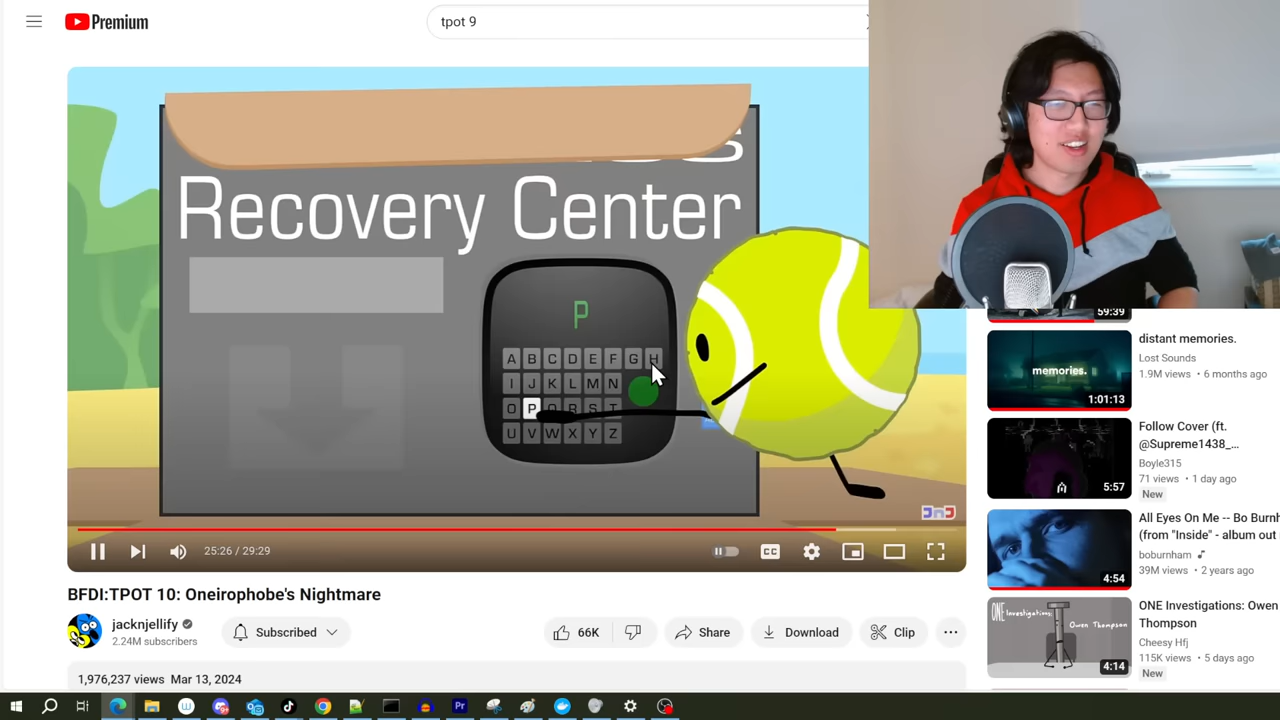 Premium
tpot 9
Recovery Center
P
A B C D E F G H
I J K L M N
O P Q R S T
U V W X Y Z
25:26 / 29:29
CC
BFDI:TPOT 10: Oneirophobe's Nightmare
jacknjellify
2.24M subscribers
Subscribed
66K
Share
Download
Clip
1,976,237 views Mar 13, 2024
59:39
distant memories.
Lost Sounds
1.9M views • 6 months ago
memories.
1:01:13
Follow Cover (ft.
@Supreme1438_...
Boyle315
71 views • 1 day ago
New
5:57
All Eyes On Me -- Bo Burnh
(from "Inside" - album out
boburnham
39M views • 2 years ago
4:54
ONE Investigations: Owen
Thompson
Cheesy Hfj
115K views • 5 days ago
New
ONE Investigations:
Owen Thompson
4:14
Pr